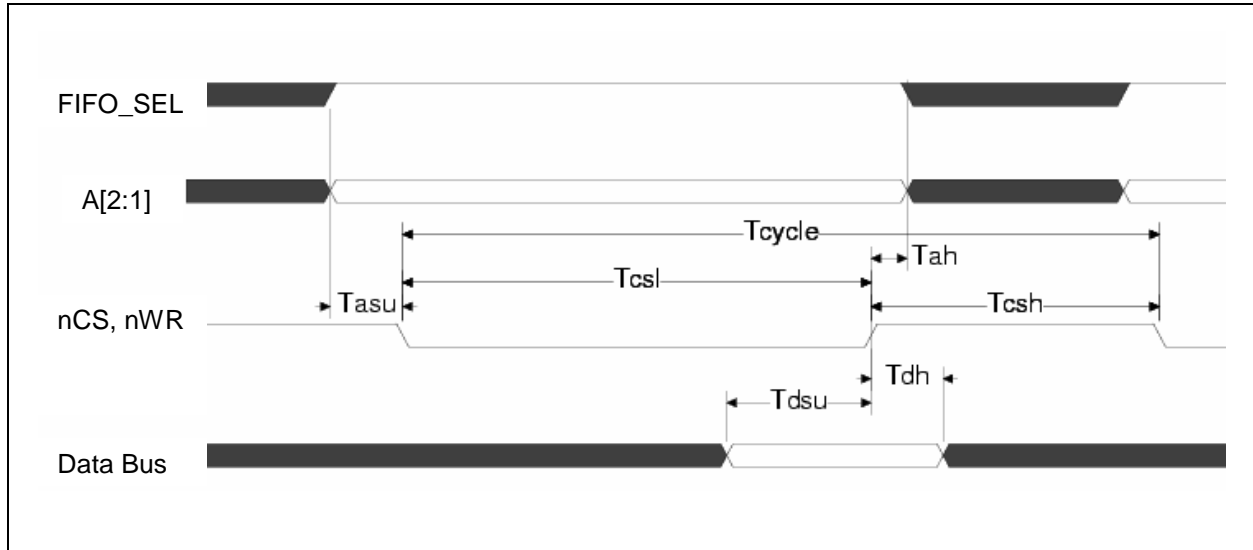 FIFO_SEL
A[2:1]
Tcycle
Tah
Tcsl
Tasu
Tcsh
nCS, nWR
Tdh
Tdsu
Data Bus